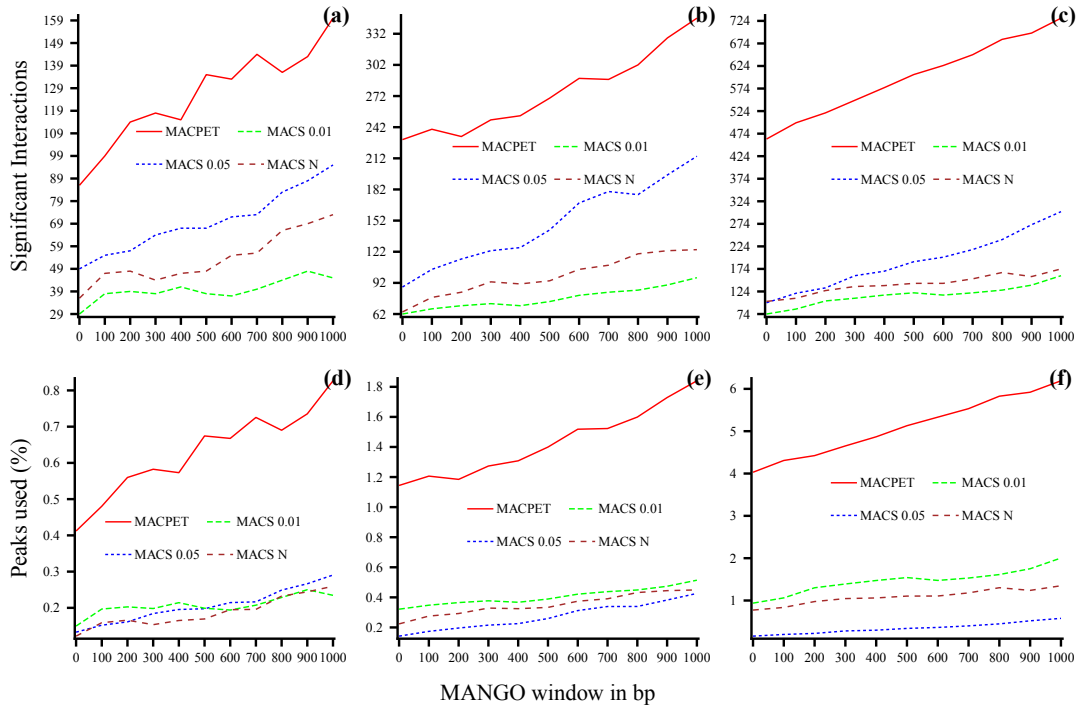 (a)
159
149
139
129
119
109
99
89
79
69
59
49
39
29
MACPET
MACS 0.01
MACS 0.05
MACS N
0 100 200 300 400 500 600 700 800 900 1000
Significant Interactions
(b)
332
302
272
242
212
182
152
122
92
62
MACPET
MACS 0.01
MACS 0.05
MACS N
0 100 200 300 400 500 600 700 800 900 1000
(c)
724
674
624
574
524
474
424
374
324
274
224
174
124
74
MACPET
MACS 0.01
MACS 0.05
MACS N
0 100 200 300 400 500 600 700 800 900 1000
(d)
0.8
0.7
0.6
0.5
0.4
0.3
0.2
MACPET
MACS 0.01
MACS 0.05
MACS N
0 100 200 300 400 500 600 700 800 900 1000
Peaks used (%)
(e)
1.8
1.6
1.4
1.2
1.0
0.8
0.6
0.4
0.2
MACPET
MACS 0.01
MACS 0.05
MACS N
0 100 200 300 400 500 600 700 800 900 1000
(f)
6
5
4
3
2
1
MACPET
MACS 0.01
MACS 0.05
MACS N
0 100 200 300 400 500 600 700 800 900 1000
MANGO window in bp